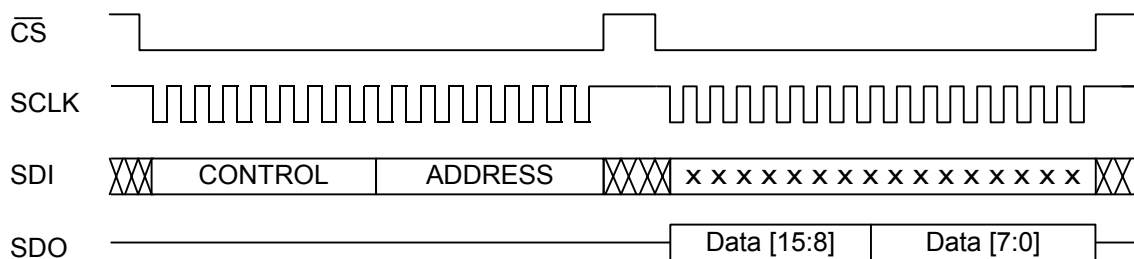 CS
SCLK
SDI CONTROL ADDRESS x x x x x x x x x x x x x x x x
SDO Data [15:8] Data [7:0]